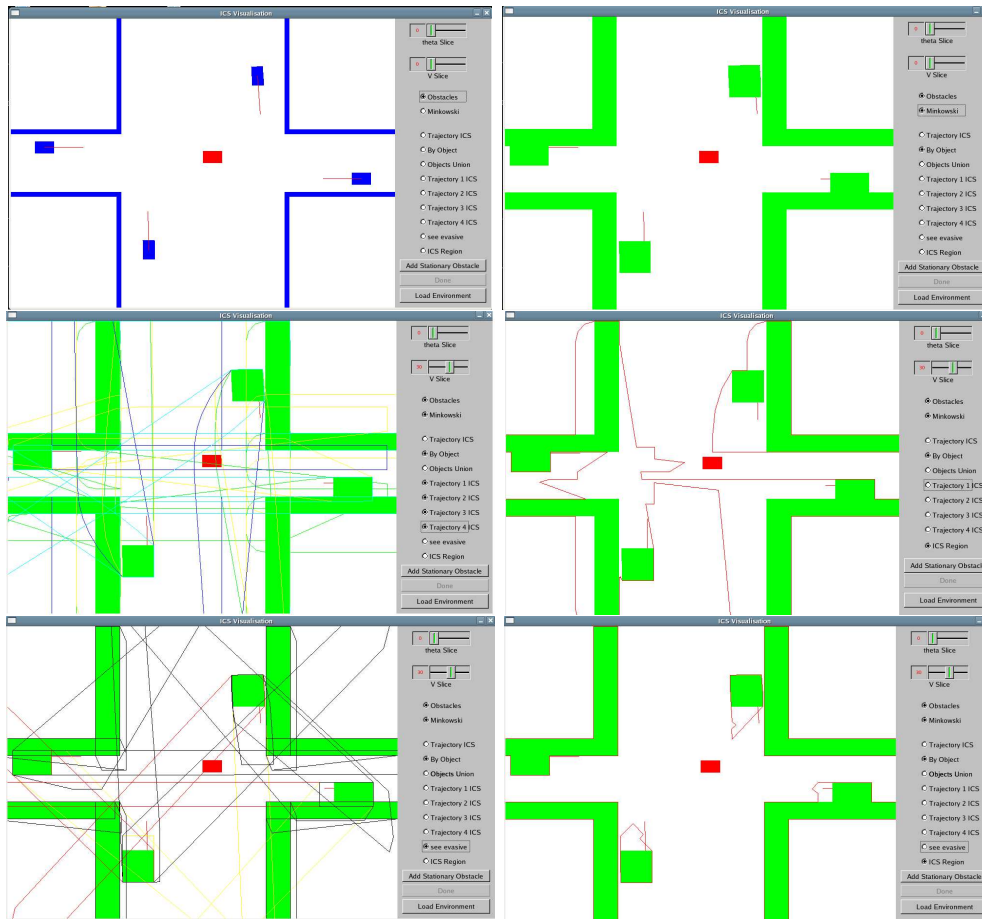 ICS Visualisation
0
theta Slice
0
V Slice
Obstacles
Minkowski
Trajectory ICS
By Object
Objects Union
Trajectory 1 ICS
Trajectory 2 ICS
Trajectory 3 ICS
Trajectory 4 ICS
see evasive
ICS Region
Add Stationary Obstacle
Done
Load Environment
ICS Visualisation
0
theta Slice
0
V Slice
Obstacles
Minkowski
Trajectory ICS
By Object
Objects Union
Trajectory 1 ICS
Trajectory 2 ICS
Trajectory 3 ICS
Trajectory 4 ICS
see evasive
ICS Region
Add Stationary Obstacle
Done
Load Environment
ICS Visualisation
theta Slice
30
V Slice
Obstacles
Minkowski
Trajectory ICS
By Object
Objects Union
Trajectory 1 ICS
Trajectory 2 ICS
Trajectory 3 ICS
Trajectory 4 ICS
see evasive
ICS Region
Add Stationary Obstacle
Done
Load Environment
ICS Visualisation
theta Slice
30
V Slice
Obstacles
Minkowski
Trajectory ICS
By Object
Objects Union
Trajectory 1 ICS
Trajectory 2 ICS
Trajectory 3 ICS
Trajectory 4 ICS
see evasive
ICS Region
Add Stationary Obstacle
Done
Load Environment
ICS Visualisation
0
theta Slice
30
V Slice
Obstacles
Minkowski
Trajectory ICS
By Object
Objects Union
Trajectory 1 ICS
Trajectory 2 ICS
Trajectory 3 ICS
Trajectory 4 ICS
see evasive
ICS Region
Add Stationary Obstacle
Done
Load Environment
ICS Visualisation
0
theta Slice
30
V Slice
Obstacles
Minkowski
Trajectory ICS
By Object
Objects Union
Trajectory 1 ICS
Trajectory 2 ICS
Trajectory 3 ICS
Trajectory 4 ICS
see evasive
ICS Region
Add Stationary Obstacle
Done
Load Environment